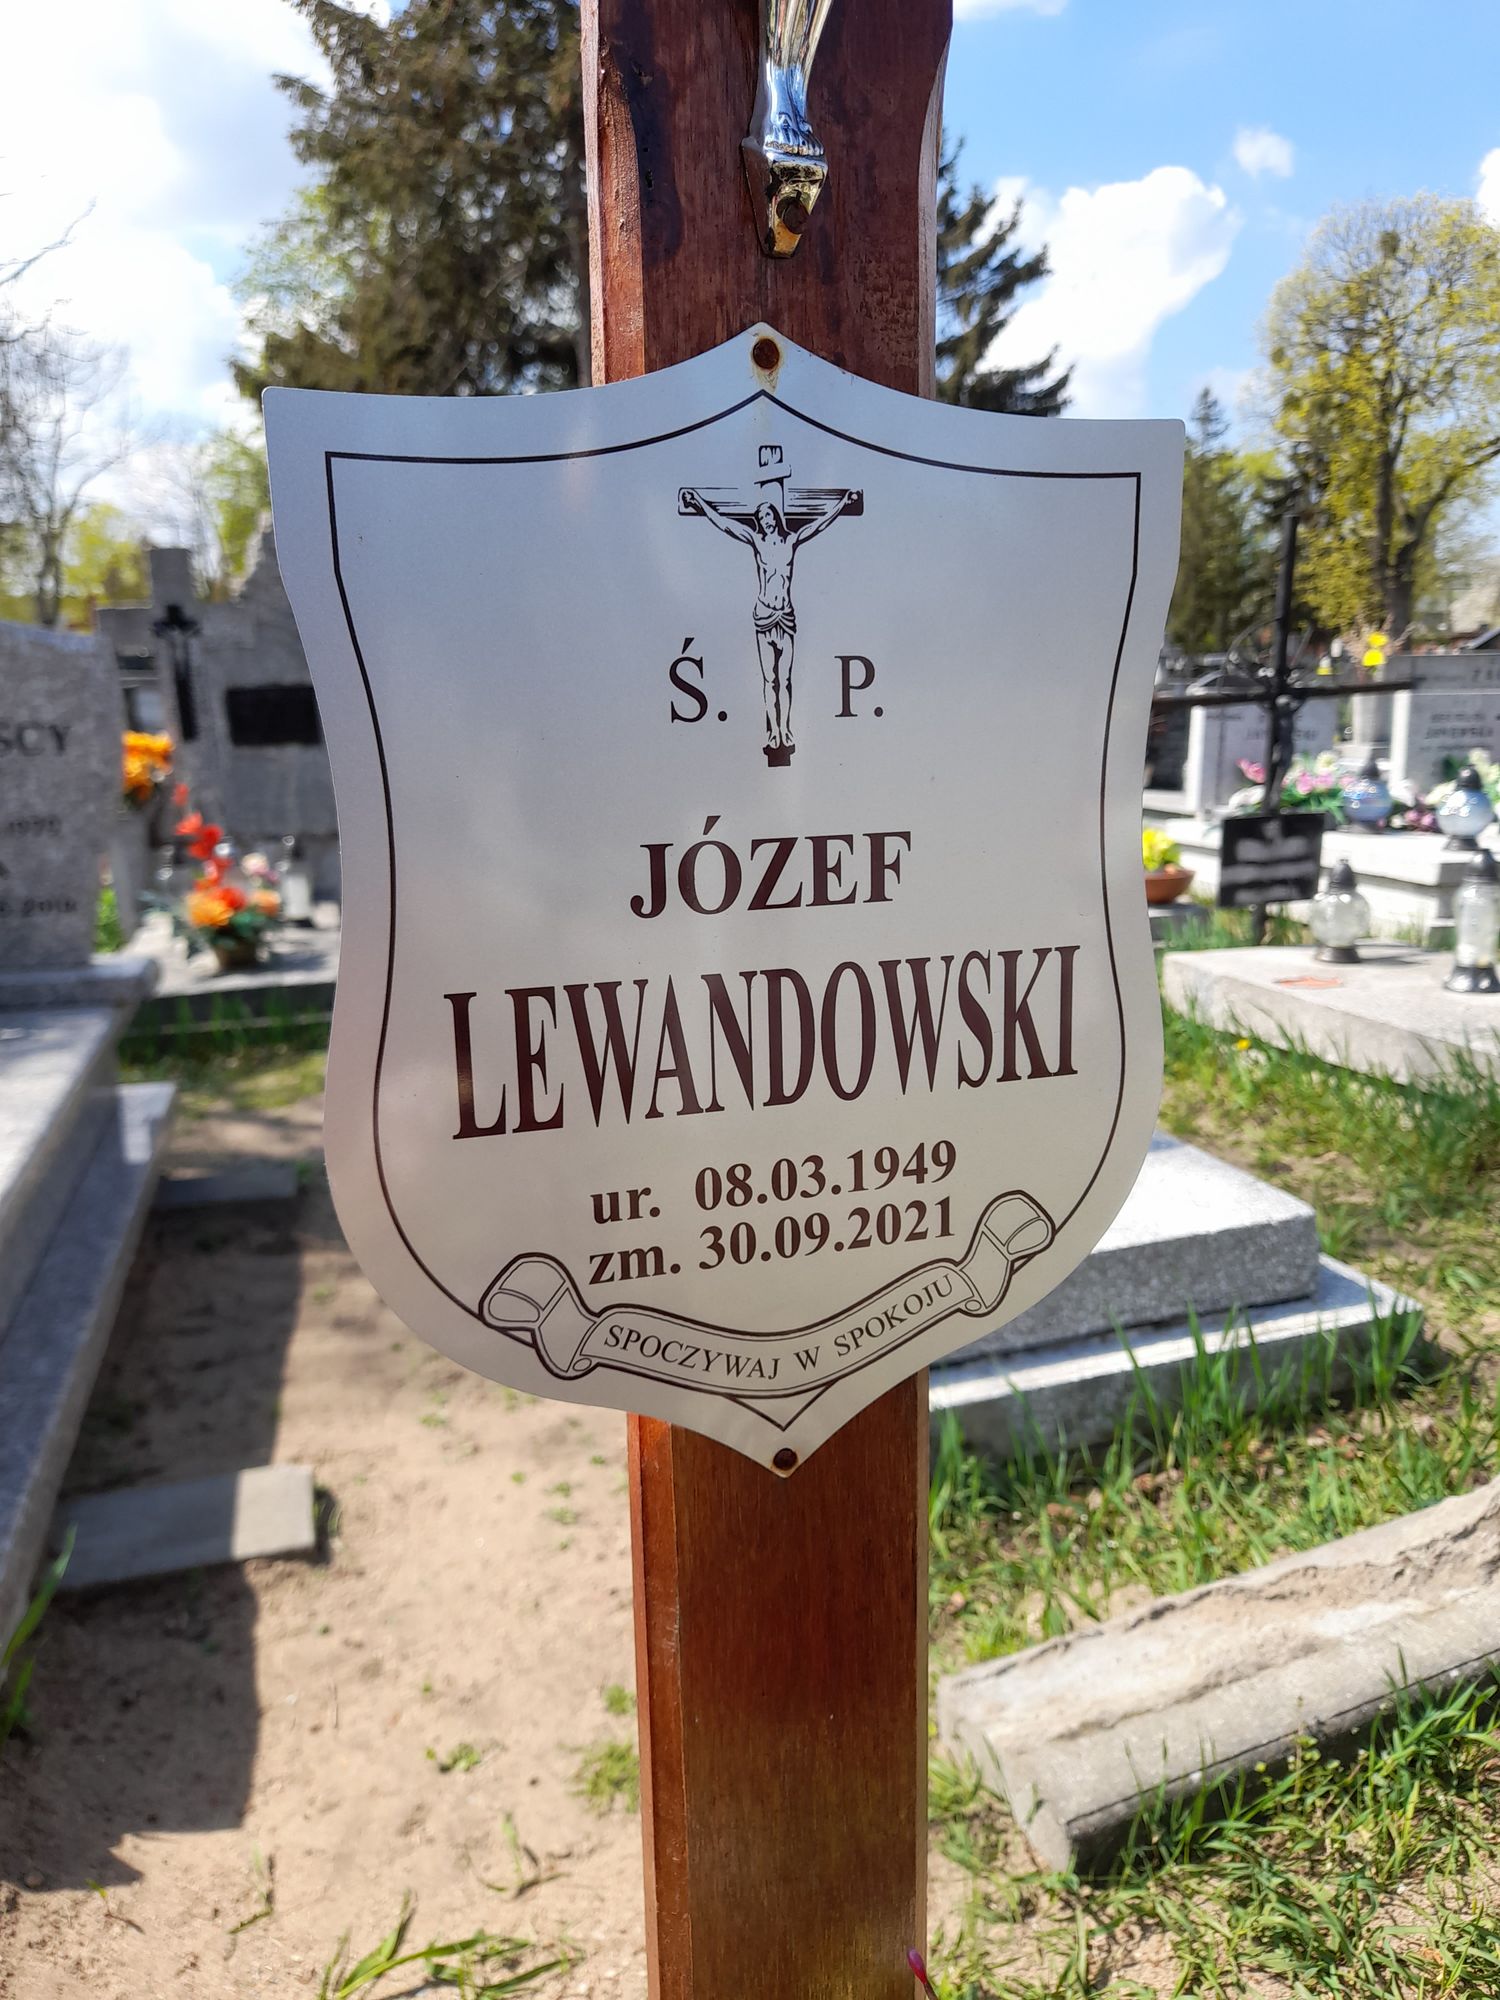 Ś. P.
JÓZEF
LEWANDOWSKI
ur. 08.03.1949
zm. 30.09.2021
SPOCZYWAJ W SPOKOJU